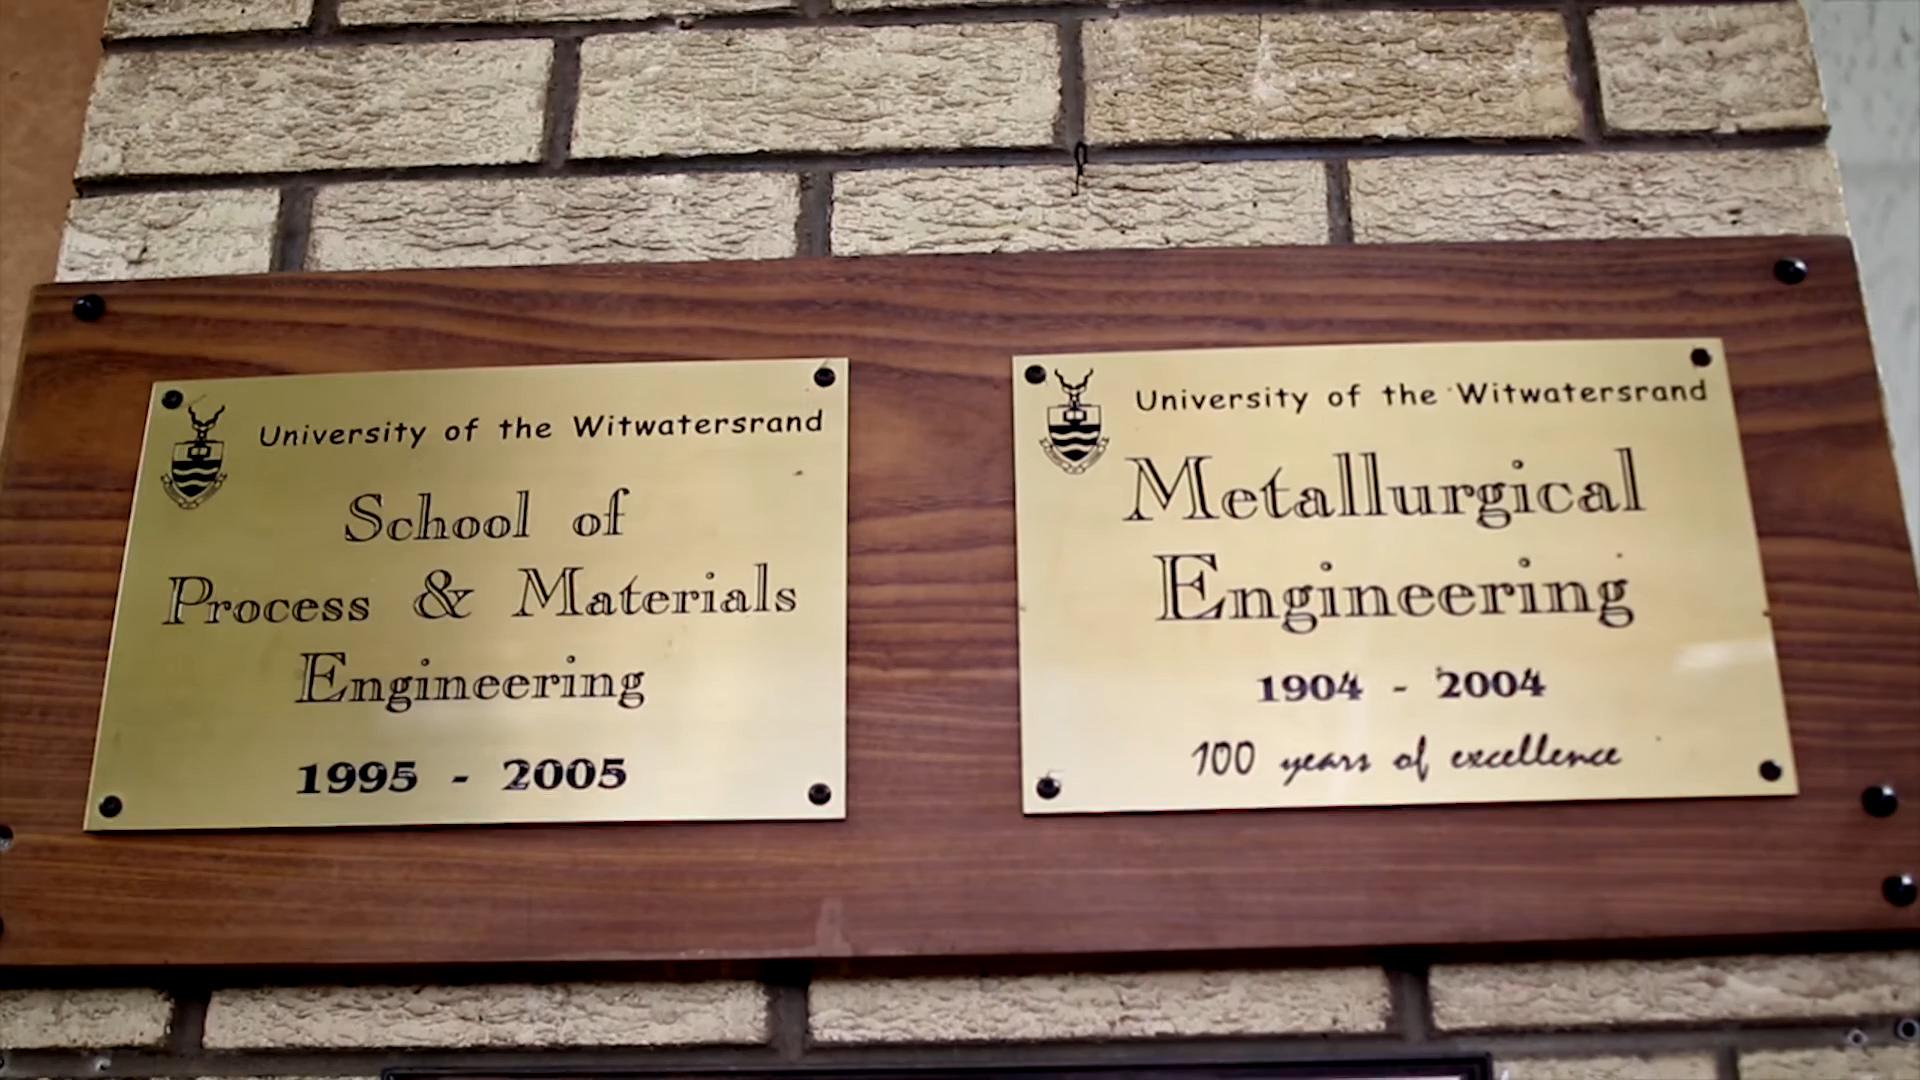 University of the Witwatersrand
School of
Process & Materials
Engineering
1995 - 2005
University of the Witwatersrand
Metallurgical
Engineering
1904 - 2004
100 years of excellence